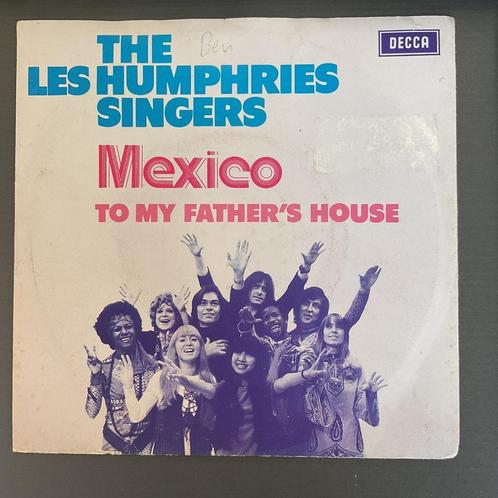 THE
LES HUMPHRIES
SINGERS
Ben
DECCA
Mexico
TO MY FATHER'S HOUSE